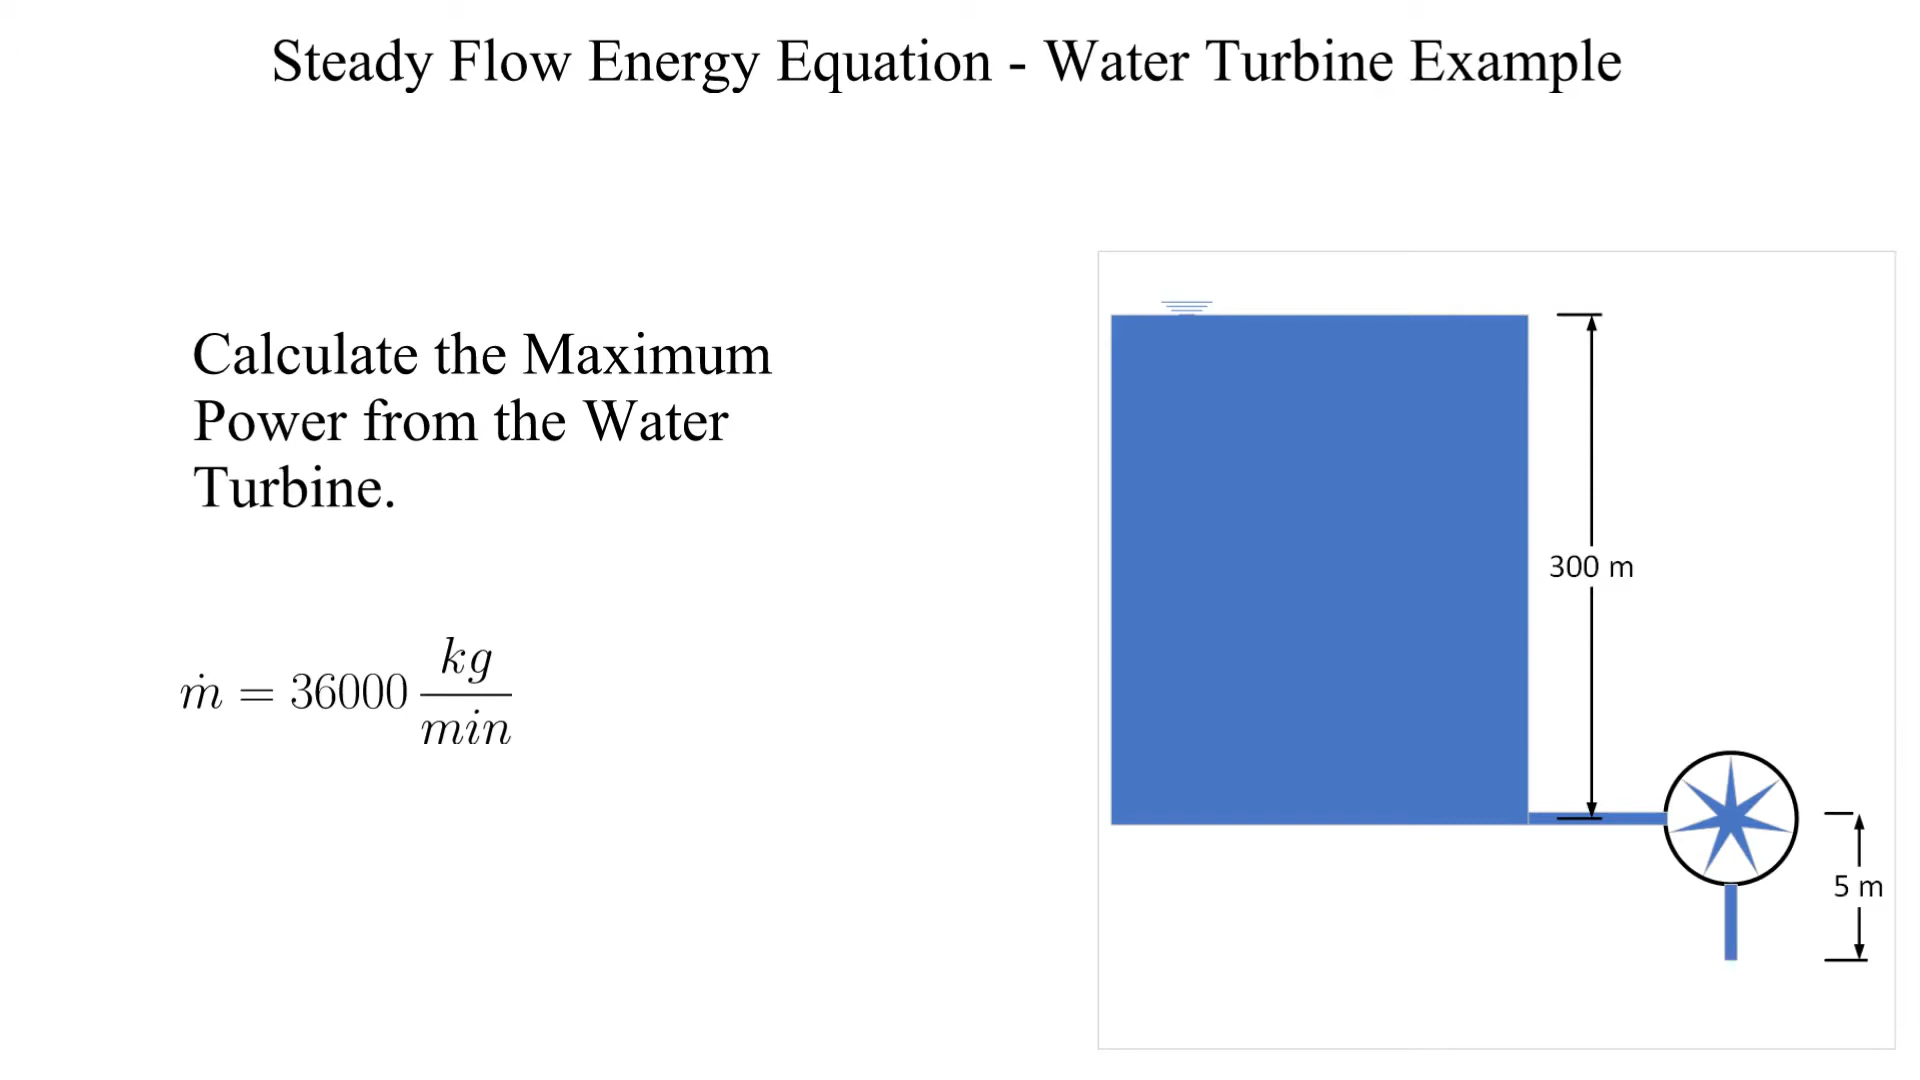 Steady Flow Energy Equation - Water Turbine Example
Calculate the Maximum
Power from the Water
Turbine.
ṁ = 36000 kg/min
300 m
5 m